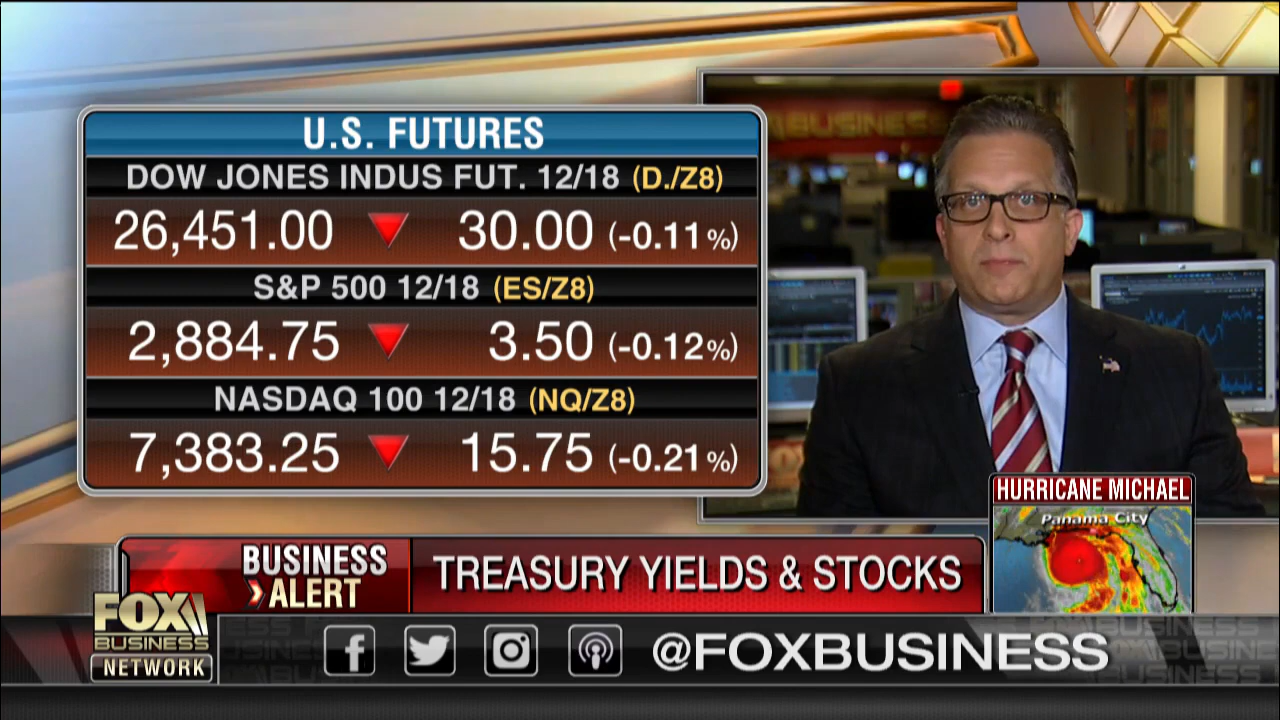 U.S. FUTURES
DOW JONES INDUS FUT. 12/18 (D./Z8)
26,451.00 30.00 (-0.11%)
S&P 500 12/18 (ES/Z8)
2,884.75 3.50 (-0.12%)
NASDAQ 100 12/18 (NQ/Z8)
7,383.25 15.75 (-0.21%)
HURRICANE MICHAEL
Panama City
BUSINESS
ALERT
TREASURY YIELDS & STOCKS
FOX
BUSINESS
NETWORK
@FOXBUSINESS